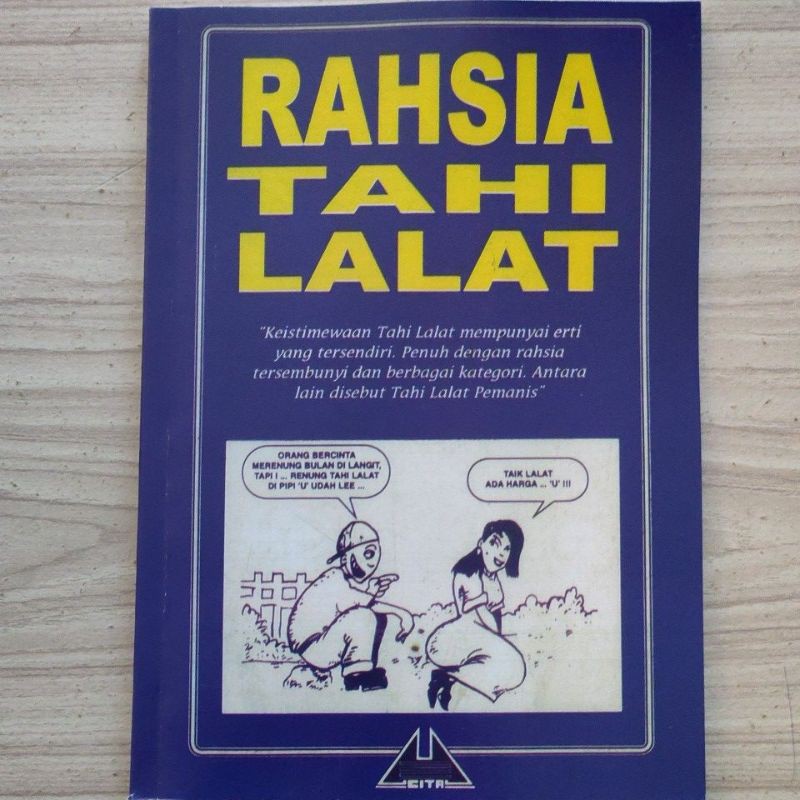 RAHSIA
TAHI
LALAT
"Keistimewaan Tahi Lalat mempunyai erti
yang tersendiri. Penuh dengan rahsia
tersembunyi dan berbagai kategori. Antara
lain disebut Tahi Lalat Pemanis"
ORANG BERCINTA
MERENUNG BULAN DI LANGIT,
TAPI I ... RENUNG TAHI LALAT
DI PIPI 'U' UDAH LEE ...
TAIK LALAT
ADA HARGA ... 'U' !!!
CITA